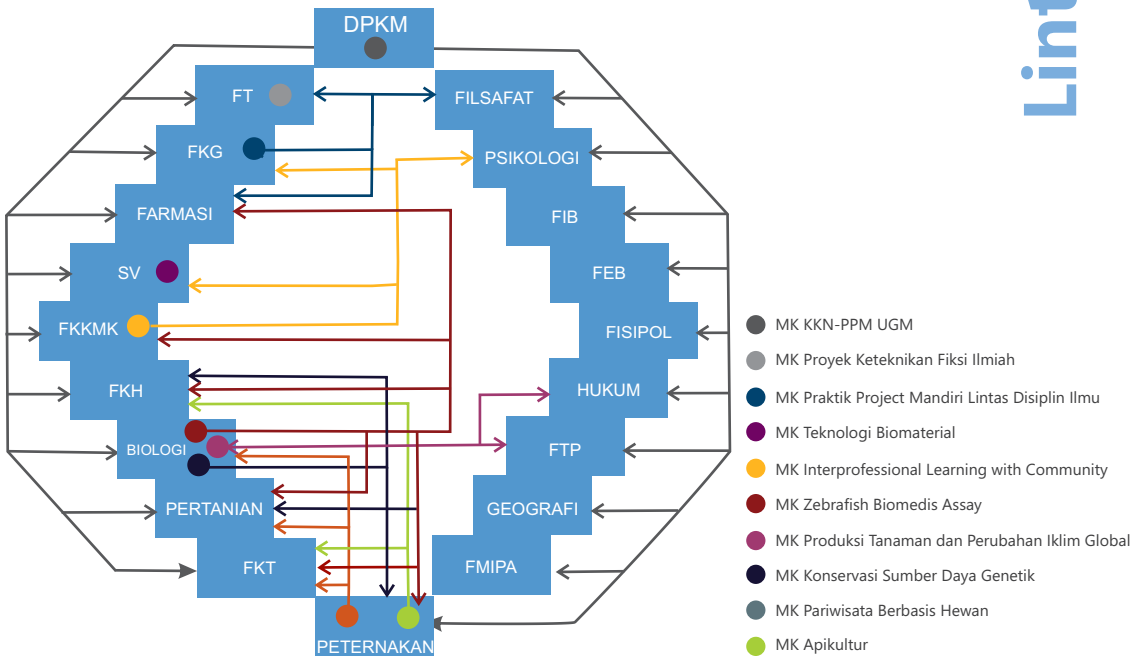 DPKM
FT
FILSAFAT
FKG
PSIKOLOGI
FARMASI
FIB
SV
FEB
FKKMK
FISIPOL
FKH
HUKUM
BIOLOGI
FTP
PERTANIAN
GEOGRAFI
FKT
FMIPA
PETERNAKAN
MK KKN-PPM UGM
MK Proyek Keteknikan Fiksi Ilmiah
MK Praktik Project Mandiri Lintas Disiplin Ilmu
MK Teknologi Biomaterial
MK Interprofessional Learning with Community
MK Zebrafish Biomedis Assay
MK Produksi Tanaman dan Perubahan Iklim Global
MK Konservasi Sumber Daya Genetik
MK Pariwisata Berbasis Hewan
MK Apikultur
Lint